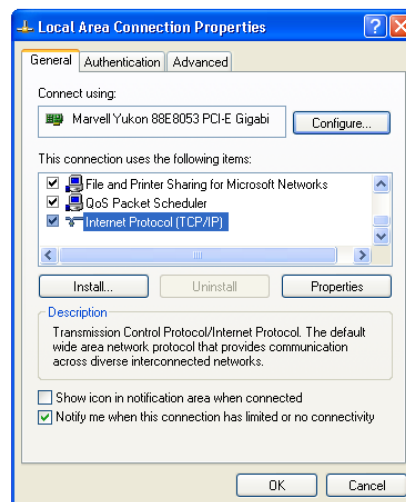 Local Area Connection Properties
General
Authentication
Advanced
Connect using:
Marvell Yukon 88E8053 PCI-E Gigabi
Configure...
This connection uses the following items:
File and Printer Sharing for Microsoft Networks
QoS Packet Scheduler
Internet Protocol (TCP/IP)
Install...
Uninstall
Properties
Description
Transmission Control Protocol/Internet Protocol. The default
wide area network protocol that provides communication
across diverse interconnected networks.
Show icon in notification area when connected
Notify me when this connection has limited or no connectivity
OK
Cancel